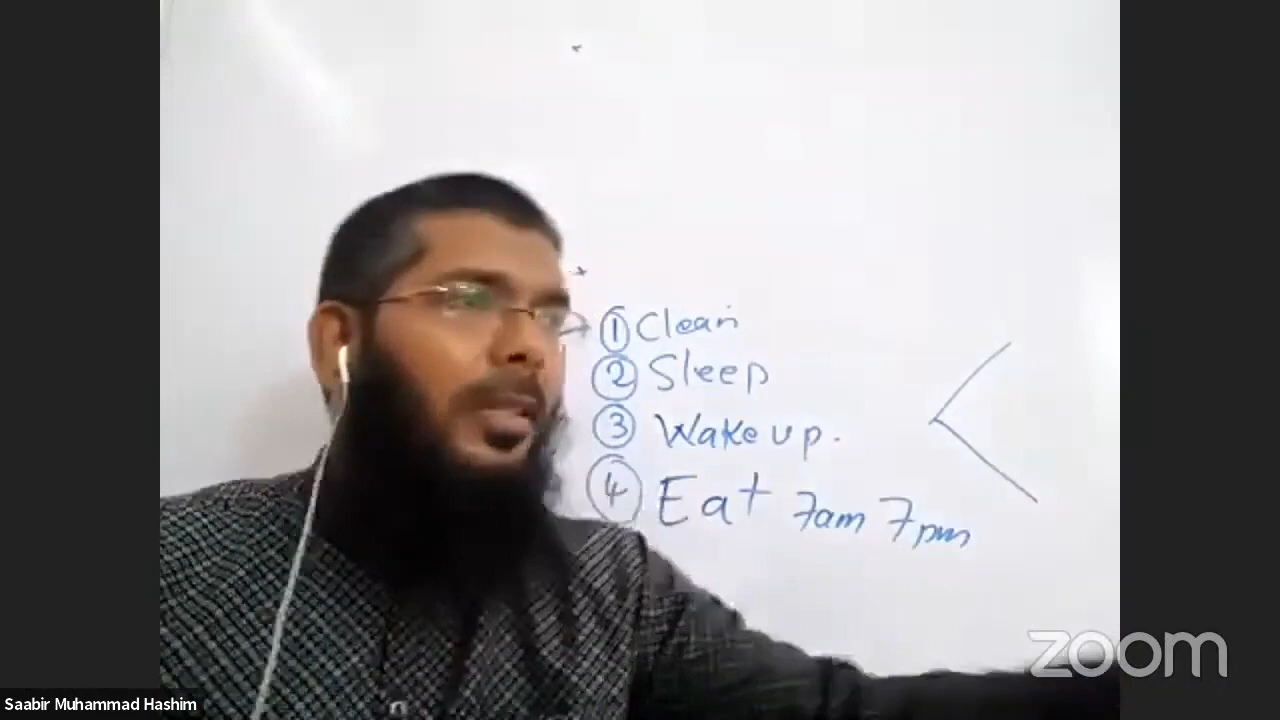 ① Clean
② Sleep
③ Wake up.
④ Eat 7am 7pm
zoom
Saabir Muhammad Hashim